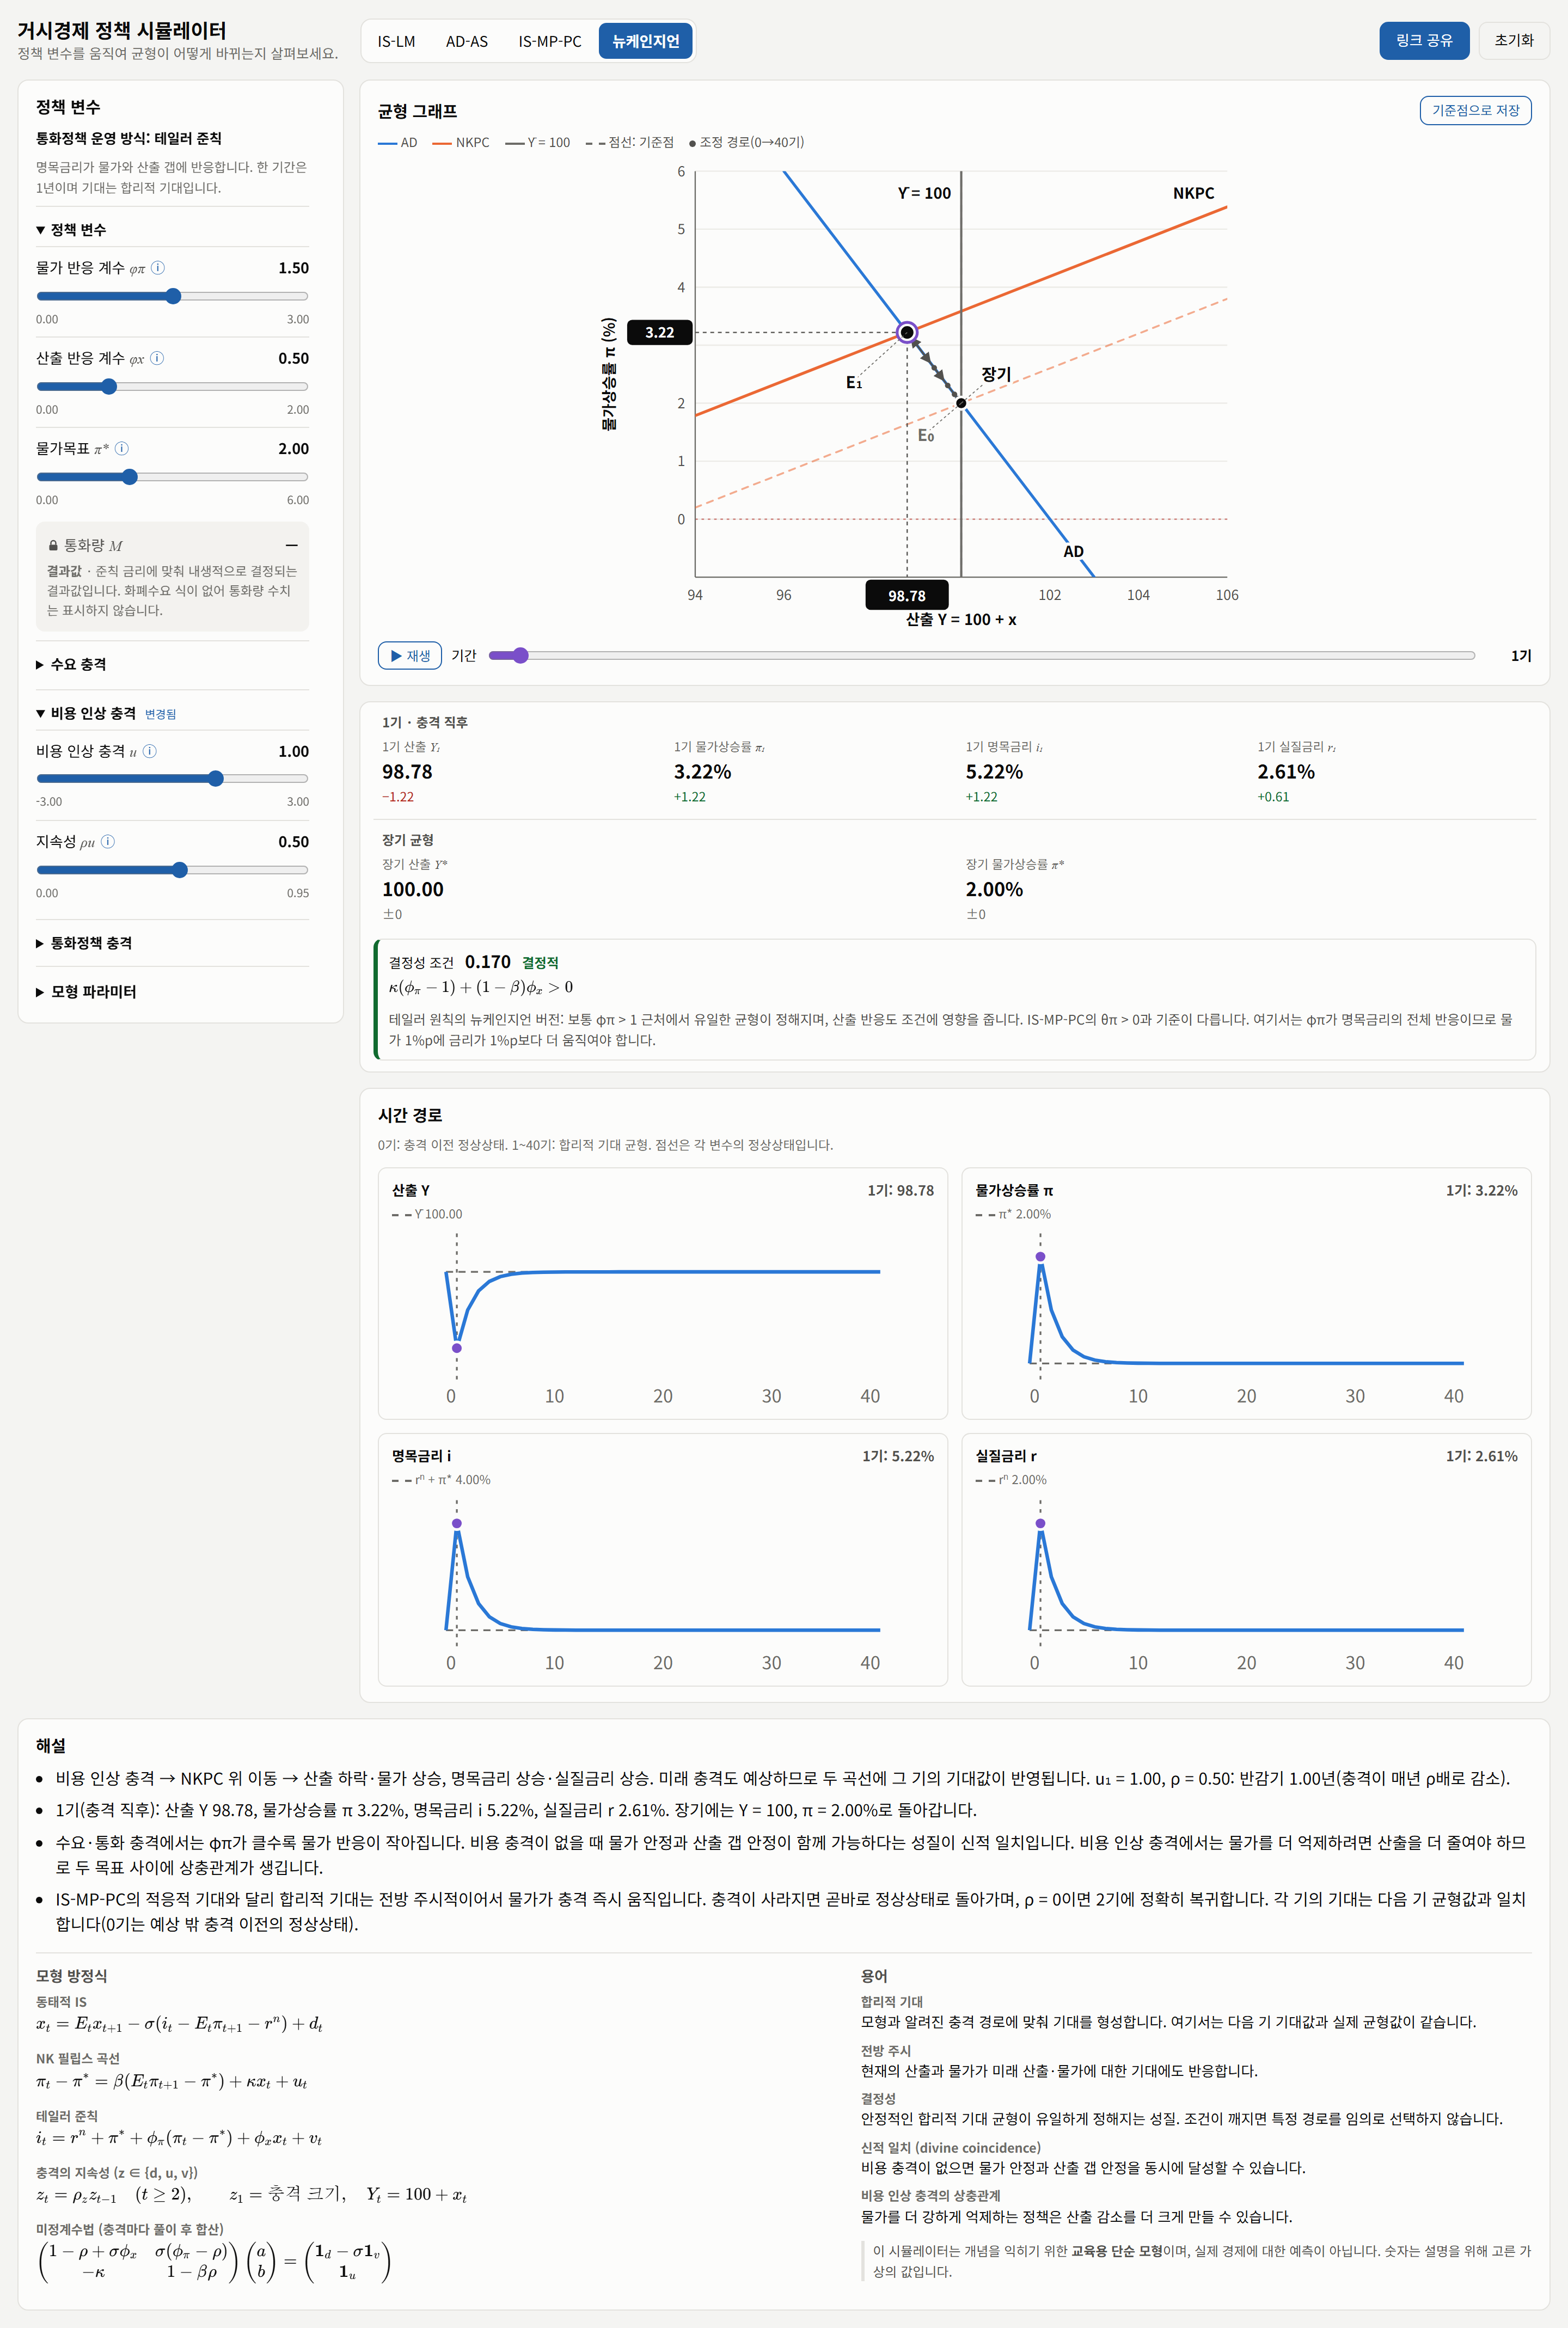 거시경제 정책 시뮬레이터
정책 변수를 움직여 균형이 어떻게 바뀌는지 살펴보세요.
IS-LM
AD-AS
IS-MP-PC
뉴케인지언
링크 공유
초기화
정책 변수
통화정책 운영 방식: 테일러 준칙
명목금리가 물가와 산출 갭에 반응합니다. 한 기간은
1년이며 기대는 합리적 기대입니다.
▼ 정책 변수
물가 반응 계수 φπ ⓘ 1.50
0.00 3.00
산출 반응 계수 φx ⓘ 0.50
0.00 2.00
물가목표 π* ⓘ 2.00
0.00 6.00
통화량 M —
결과값 · 준칙 금리에 맞춰 내생적으로 결정되는
결과값입니다. 화폐수요 식이 없어 통화량 수치
는 표시하지 않습니다.
▶ 수요 충격
▼ 비용 인상 충격 변경됨
비용 인상 충격 u ⓘ 1.00
-3.00 3.00
지속성 ρu ⓘ 0.50
0.00 0.95
▶ 통화정책 충격
▶ 모형 파라미터
균형 그래프
기준점으로 저장
AD NKPC Ȳ = 100 점선: 기준점 조정 경로(0→40기)
6
5
4
2
1
0
물가상승률 π (%)
3.22
Ȳ = 100
NKPC
E₁
장기
E₀
AD
94 96 98.78 102 104 106
산출 Y = 100 + x
▶ 재생 기간 1기
1기 · 충격 직후
1기 산출 Y₁ 1기 물가상승률 π₁ 1기 명목금리 i₁ 1기 실질금리 r₁
98.78 3.22% 5.22% 2.61%
−1.22 +1.22 +1.22 +0.61
장기 균형
장기 산출 Y* 장기 물가상승률 π*
100.00 2.00%
±0 ±0
결정성 조건 0.170 결정적
κ(ϕπ − 1) + (1 − β)ϕx > 0
테일러 원칙의 뉴케인지언 버전: 보통 φπ > 1 근처에서 유일한 균형이 정해지며, 산출 반응도 조건에 영향을 줍니다. IS-MP-PC의 θπ > 0과 기준이 다릅니다. 여기서는 φπ가 명목금리의 전체 반응이므로 물
가 1%p에 금리가 1%p보다 더 움직여야 합니다.
시간 경로
0기: 충격 이전 정상상태. 1~40기: 합리적 기대 균형. 점선은 각 변수의 정상상태입니다.
산출 Y 1기: 98.78
Ȳ 100.00
0 10 20 30 40
물가상승률 π 1기: 3.22%
π* 2.00%
0 10 20 30 40
명목금리 i 1기: 5.22%
rⁿ + π* 4.00%
0 10 20 30 40
실질금리 r 1기: 2.61%
rⁿ 2.00%
0 10 20 30 40
해설
• 비용 인상 충격 → NKPC 위 이동 → 산출 하락·물가 상승, 명목금리 상승·실질금리 상승. 미래 충격도 예상하므로 두 곡선에 그 기의 기대값이 반영됩니다. u₁ = 1.00, ρ = 0.50: 반감기 1.00년(충격이 매년 ρ배로 감소).
• 1기(충격 직후): 산출 Y 98.78, 물가상승률 π 3.22%, 명목금리 i 5.22%, 실질금리 r 2.61%. 장기에는 Y = 100, π = 2.00%로 돌아갑니다.
• 수요·통화 충격에서는 φπ가 클수록 물가 반응이 작아집니다. 비용 충격이 없을 때 물가 안정과 산출 갭 안정이 함께 가능하다는 성질이 신적 일치입니다. 비용 인상 충격에서는 물가를 더 억제하려면 산출을 더 줄여야 하므
로 두 목표 사이에 상충관계가 생깁니다.
• IS-MP-PC의 적응적 기대와 달리 합리적 기대는 전방 주시적이어서 물가가 충격 즉시 움직입니다. 충격이 사라지면 곧바로 정상상태로 돌아가며, ρ = 0이면 2기에 정확히 복귀합니다. 각 기의 기대는 다음 기 균형값과 일치
합니다(0기는 예상 밖 충격 이전의 정상상태).
모형 방정식
동태적 IS
xₜ = Eₜxₜ₊₁ − σ(iₜ − Eₜπₜ₊₁ − rⁿ) + dₜ
NK 필립스 곡선
πₜ − π* = β(Eₜπₜ₊₁ − π*) + κxₜ + uₜ
테일러 준칙
iₜ = rⁿ + π* + ϕπ(πₜ − π*) + ϕxxₜ + vₜ
충격의 지속성 (z ∈ {d, u, v})
zₜ = ρzzₜ₋₁ (t ≥ 2), z₁ = 충격 크기, Yₜ = 100 + xₜ
미정계수법 (충격마다 풀이 후 합산)
(1 − ρ + σϕx σ(ϕπ − ρ)) (a) = (1d − σ1v)
(−κ 1 − βρ) (b) (1u)
용어
합리적 기대
모형과 알려진 충격 경로에 맞춰 기대를 형성합니다. 여기서는 다음 기 기대값과 실제 균형값이 같습니다.
전방 주시
현재의 산출과 물가가 미래 산출·물가에 대한 기대에도 반응합니다.
결정성
안정적인 합리적 기대 균형이 유일하게 정해지는 성질. 조건이 깨지면 특정 경로를 임의로 선택하지 않습니다.
신적 일치 (divine coincidence)
비용 충격이 없으면 물가 안정과 산출 갭 안정을 동시에 달성할 수 있습니다.
비용 인상 충격의 상충관계
물가를 더 강하게 억제하는 정책은 산출 감소를 더 크게 만들 수 있습니다.
이 시뮬레이터는 개념을 익히기 위한 교육용 단순 모형이며, 실제 경제에 대한 예측이 아닙니다. 숫자는 설명을 위해 고른 가
상의 값입니다.